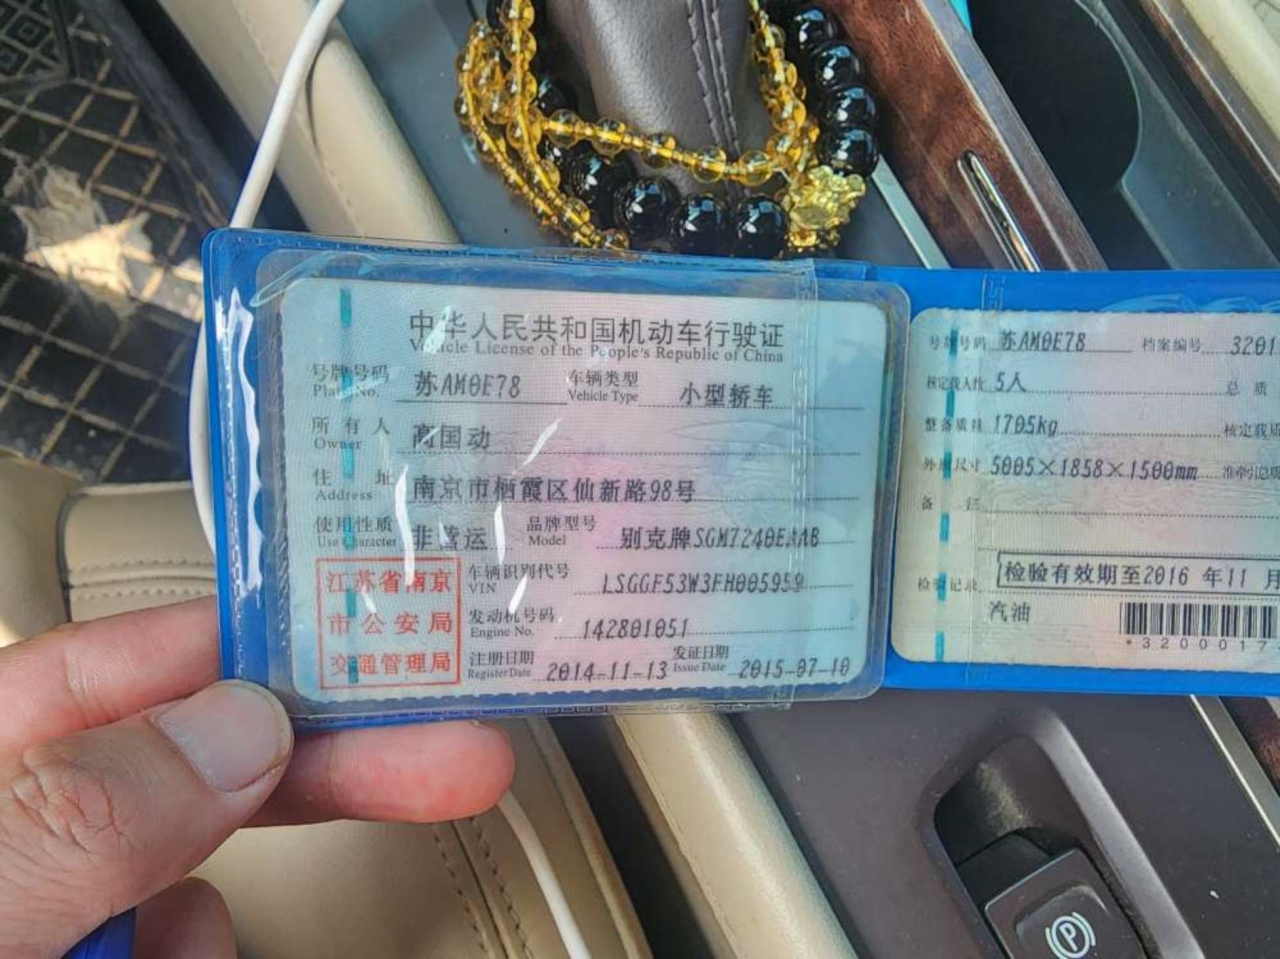 中华人民共和国机动车行驶证
Vehicle License of the People's Republic of China
号牌号码 苏AM0E78 车辆类型 小型轿车
Plate No. Vehicle Type
所有人 高国动
Owner
住址 南京市栖霞区仙新路98号
Address
使用性质 非营运 品牌型号 别克牌SGM7240EAAB
Use Character Model
江苏省南京
市公安局
交通管理局
车辆识别代号 LSGGF53W3FH005959
VIN
发动机号码 142801051
Engine No.
注册日期 2014-11-13 发证日期 2015-07-10
Register Date Issue Date
号牌号码 苏AM0E78 档案编号 3201
核定载人数 5人 总质
整备质量 1705kg 核定载质
外廓尺寸 5005×1858×1500mm 准牵引总质
备注
检验记录 检验有效期至2016年11月
汽油
*32000017
P